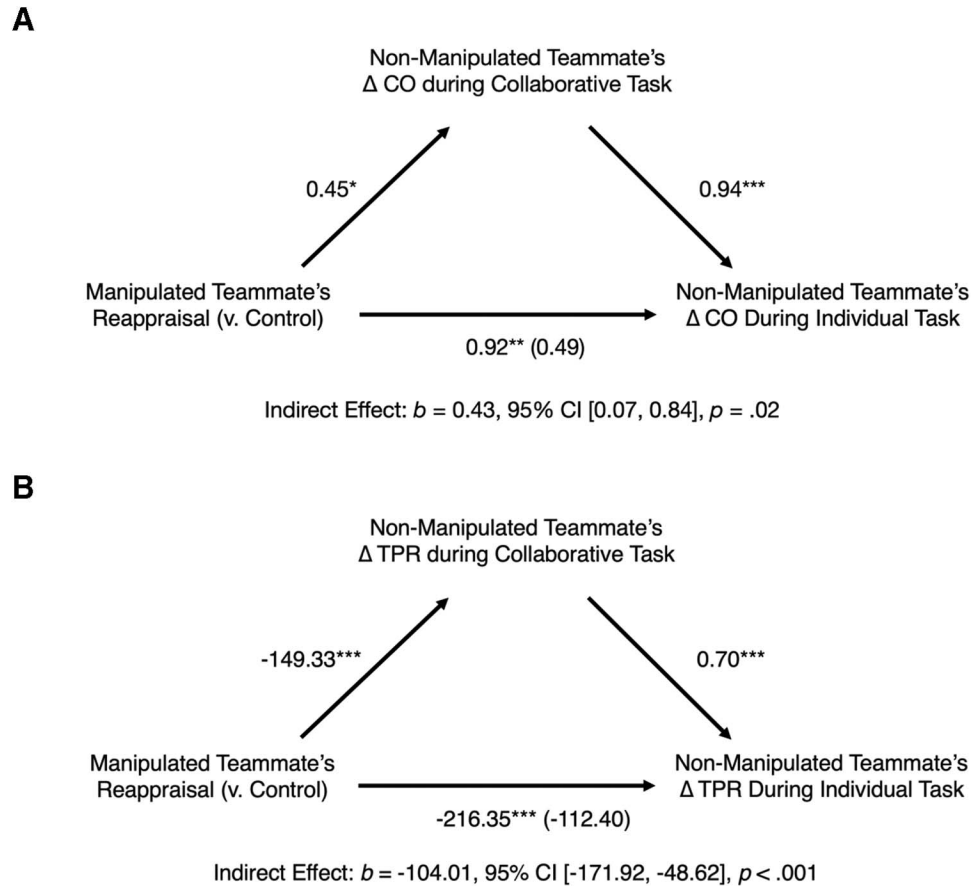 A
Non-Manipulated Teammate's
Δ CO during Collaborative Task
0.45*
0.94***
Manipulated Teammate's
Reappraisal (v. Control)
Non-Manipulated Teammate's
Δ CO During Individual Task
0.92** (0.49)
Indirect Effect: b = 0.43, 95% CI [0.07, 0.84], p = .02
B
Non-Manipulated Teammate's
Δ TPR during Collaborative Task
-149.33***
0.70***
Manipulated Teammate's
Reappraisal (v. Control)
Non-Manipulated Teammate's
Δ TPR During Individual Task
-216.35*** (-112.40)
Indirect Effect: b = -104.01, 95% CI [-171.92, -48.62], p < .001